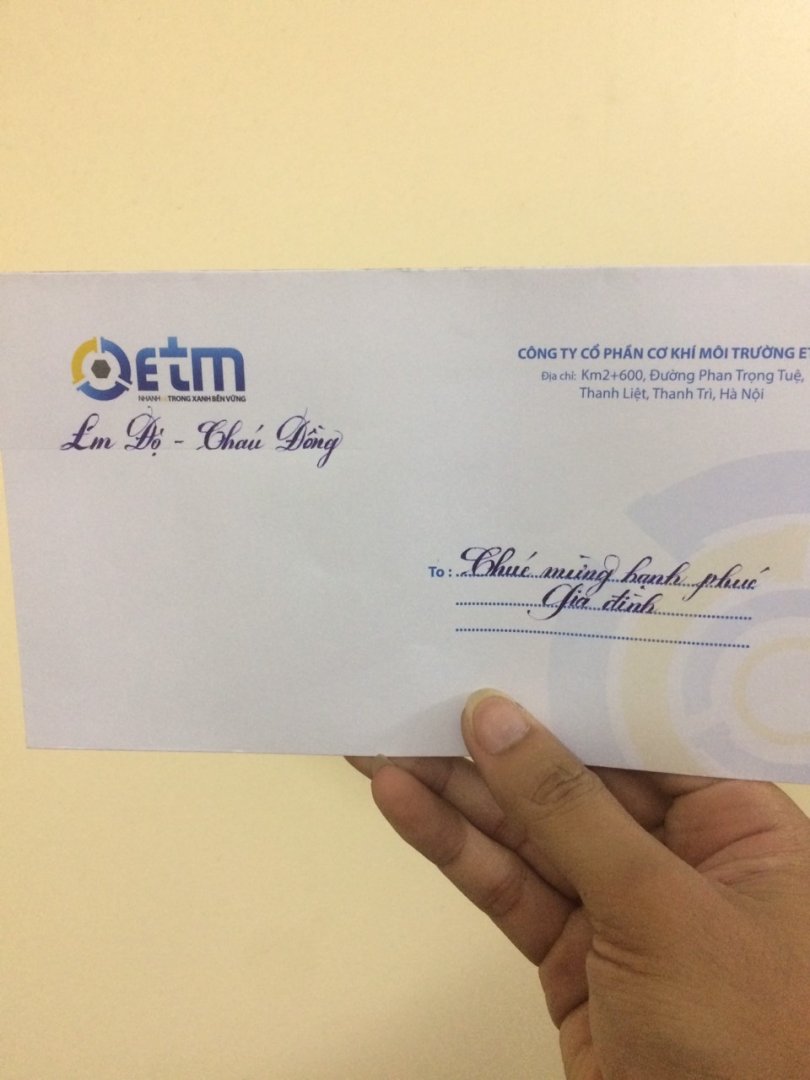 ETM
NHANH TRONG XANH BỀN VỮNG
Em Độ - Cháu Đồng
CÔNG TY CỔ PHẦN CƠ KHÍ MÔI TRƯỜNG ET
Địa chỉ: Km2+600, Đường Phan Trọng Tuệ,
Thanh Liệt, Thanh Trì, Hà Nội
To: Chúc mừng hạnh phúc
Gia đình